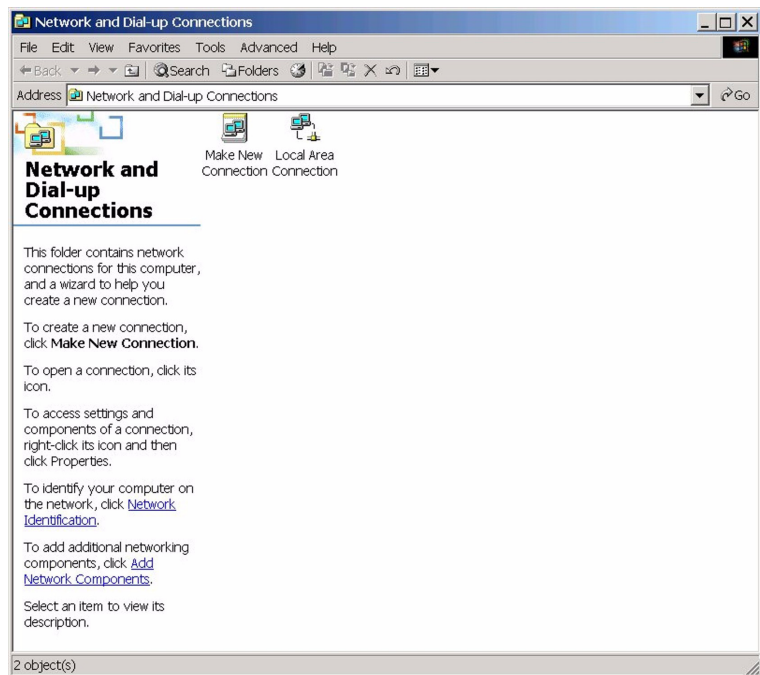 Network and Dial-up Connections
File Edit View Favorites Tools Advanced Help
Back Search Folders
Address Network and Dial-up Connections Go
Network and
Dial-up
Connections
Make New
Connection
Local Area
Connection
This folder contains network
connections for this computer,
and a wizard to help you
create a new connection.
To create a new connection,
click Make New Connection.
To open a connection, click its
icon.
To access settings and
components of a connection,
right-click its icon and then
click Properties.
To identify your computer on
the network, click Network
Identification.
To add additional networking
components, click Add
Network Components.
Select an item to view its
description.
2 object(s)